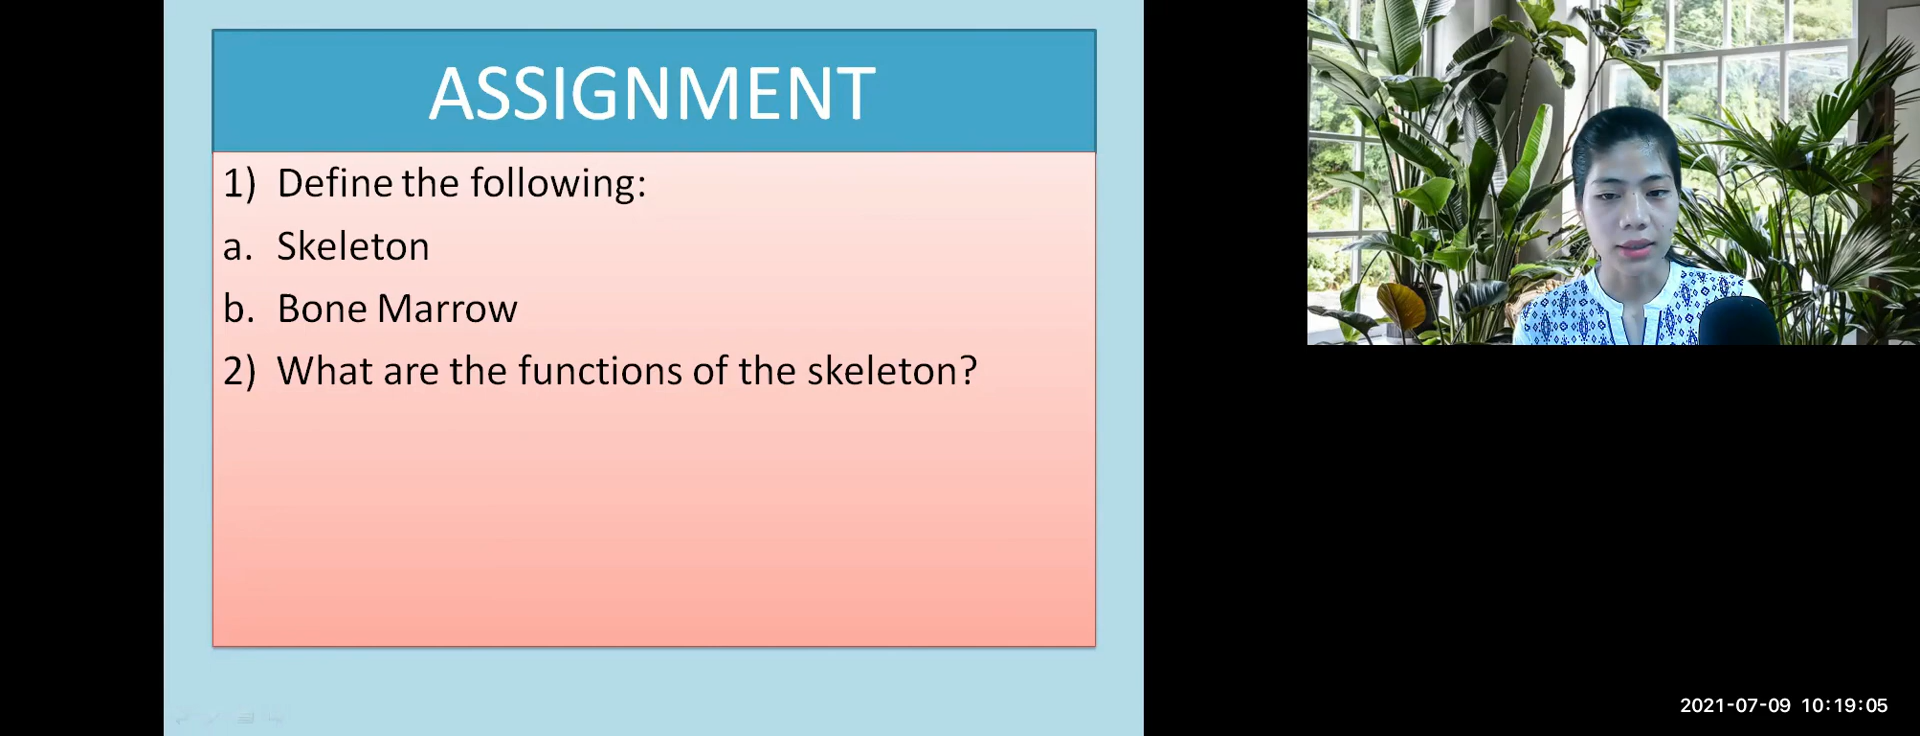 ASSIGNMENT
1) Define the following:
a. Skeleton
b. Bone Marrow
2) What are the functions of the skeleton?
2021-07-09 10:19:05